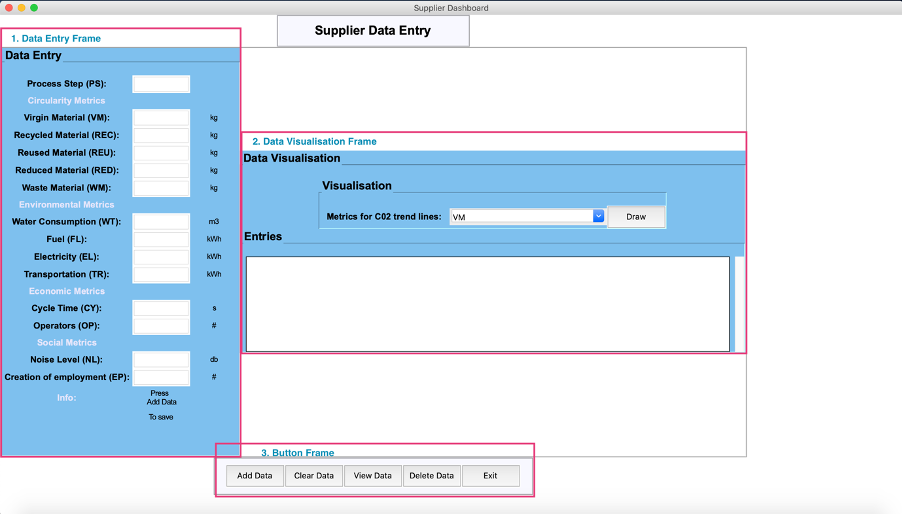 Supplier Dashboard
Supplier Data Entry
1. Data Entry Frame
Data Entry
Process Step (PS):
Circularity Metrics
Virgin Material (VM): kg
Recycled Material (REC): kg
Reused Material (REU): kg
Reduced Material (RED): kg
Waste Material (WM): kg
Environmental Metrics
Water Consumption (WT): m3
Fuel (FL): kWh
Electricity (EL): kWh
Transportation (TR): kWh
Economic Metrics
Cycle Time (CY): s
Operators (OP): #
Social Metrics
Noise Level (NL): db
Creation of employment (EP): #
Info: Press
Add Data
To save
2. Data Visualisation Frame
Data Visualisation
Visualisation
Metrics for C02 trend lines: VM Draw
Entries
3. Button Frame
Add Data Clear Data View Data Delete Data Exit